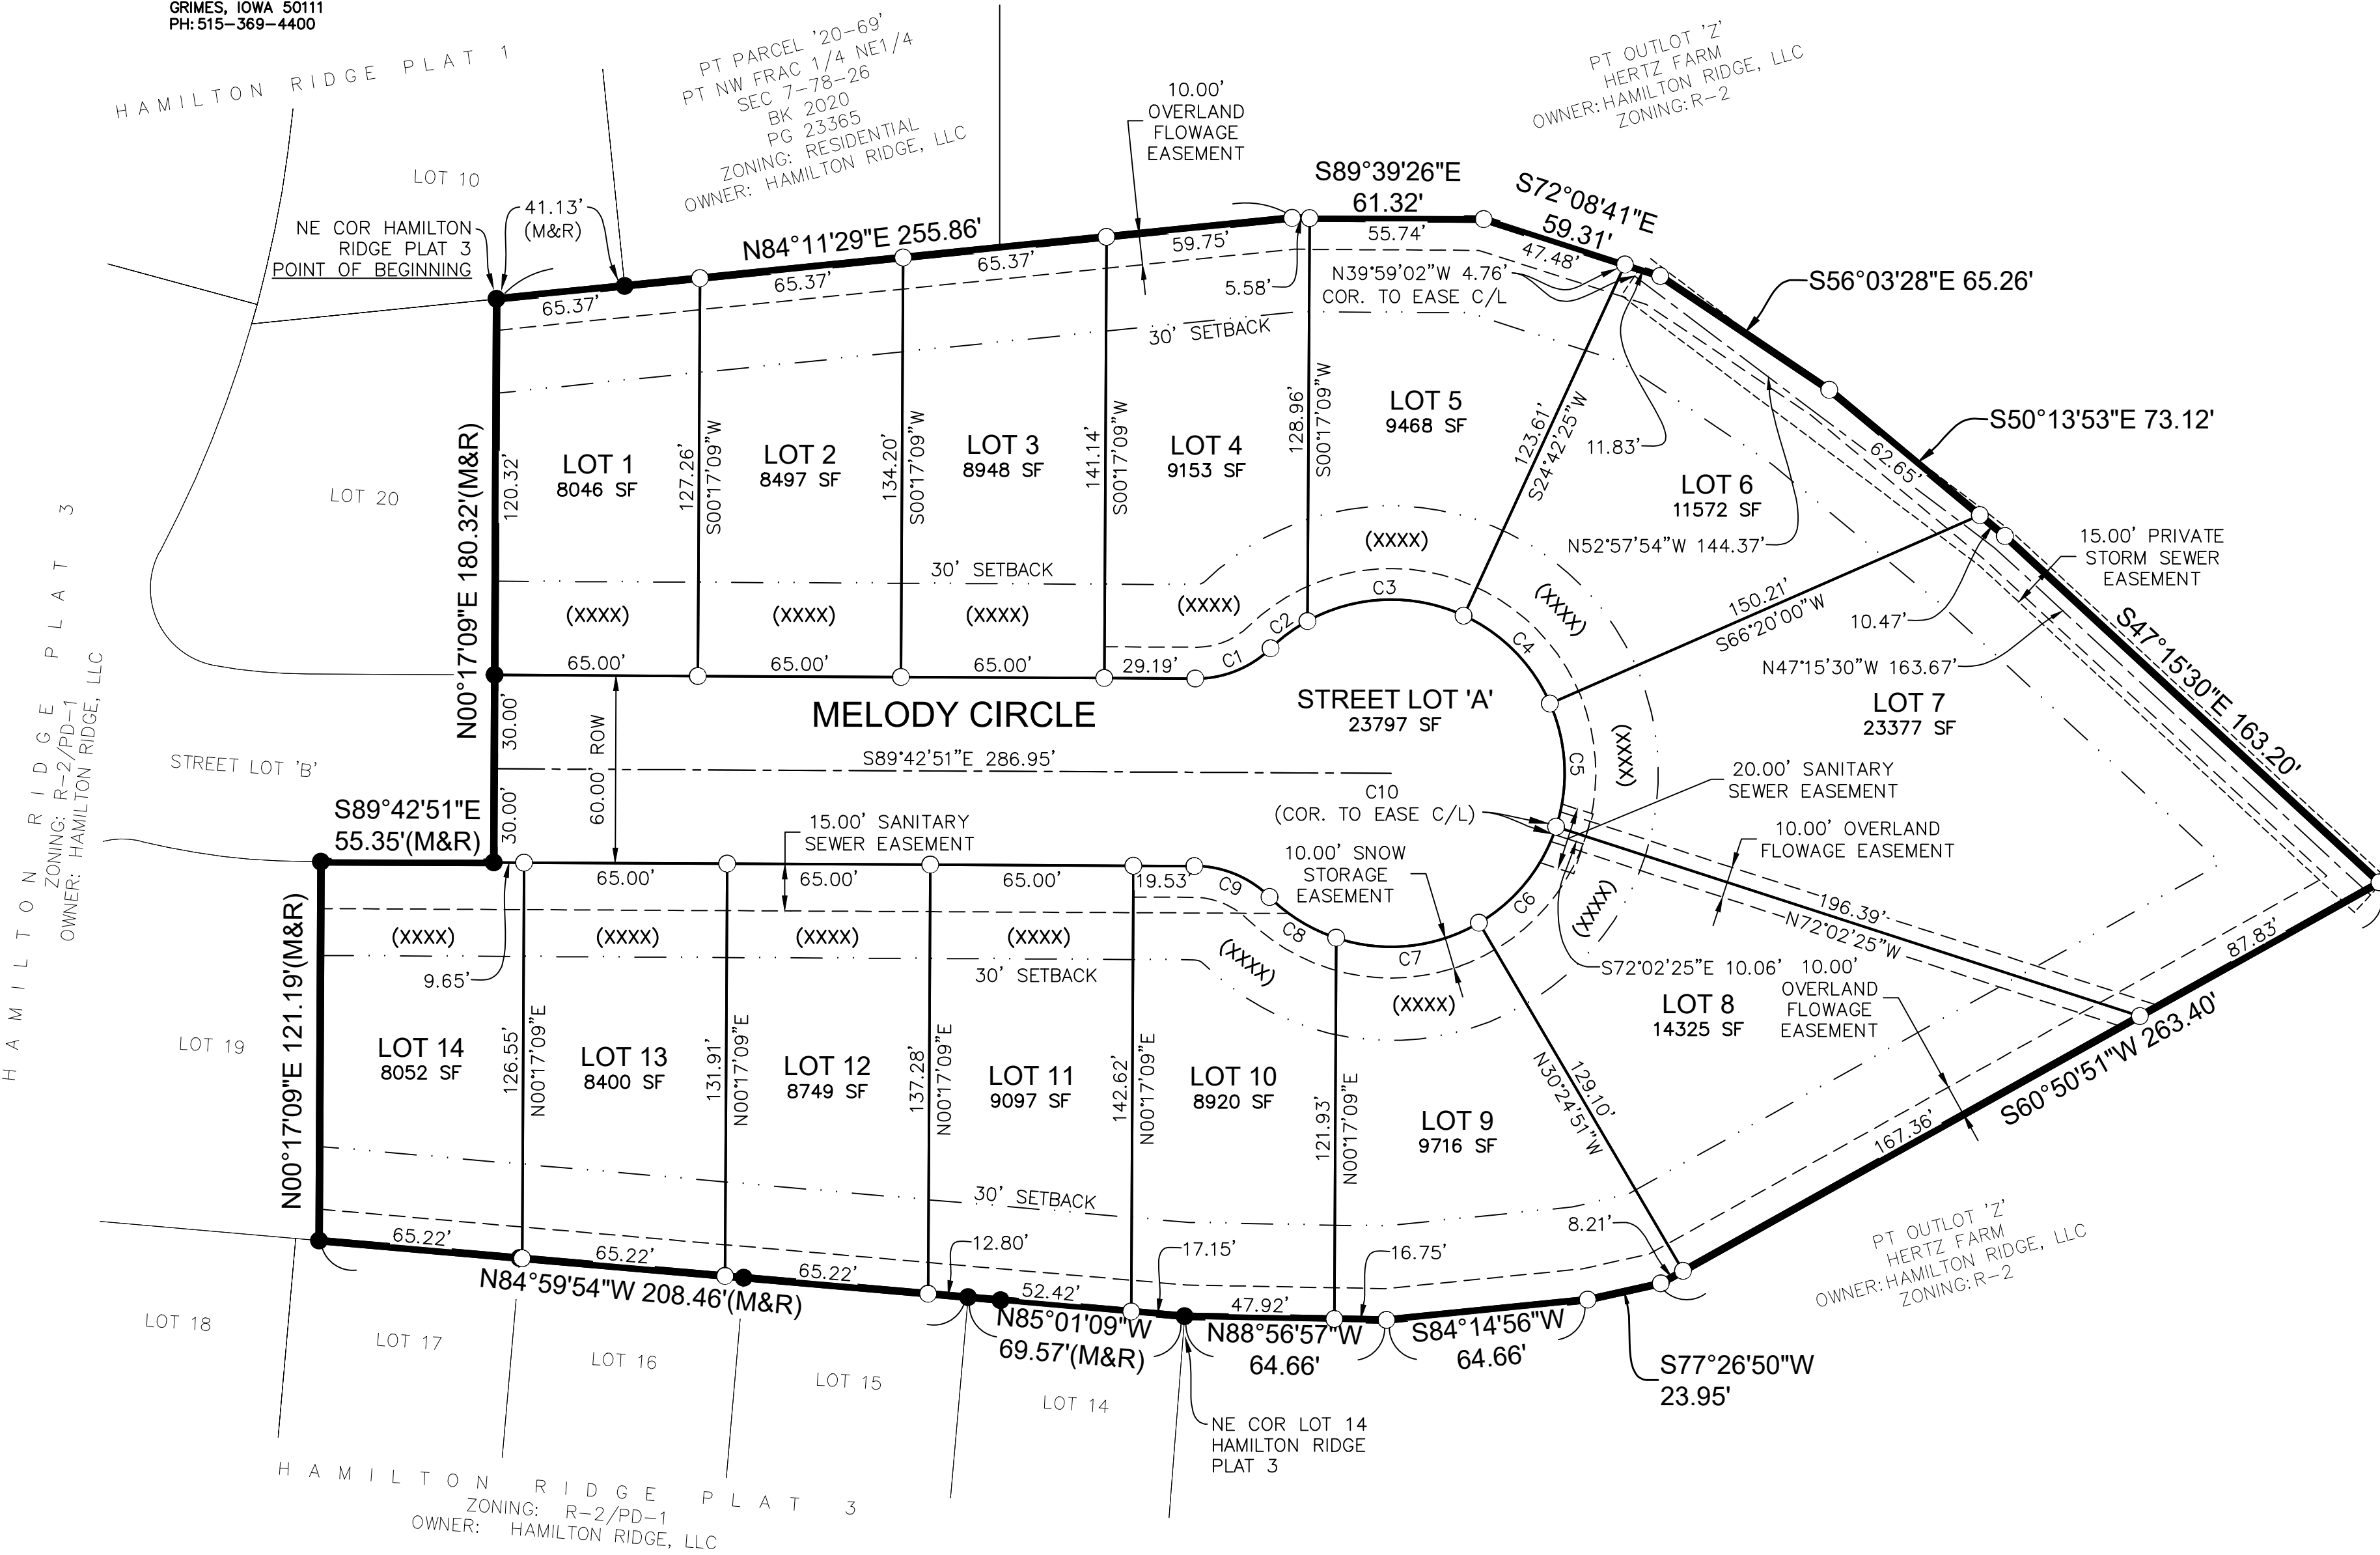 GRIMES, IOWA 50111
PH: 515-369-4400
HAMILTON RIDGE PLAT 1
PT PARCEL '20-69'
PT NW FRAC 1/4 NE1/4
SEC 7-78-26
BK 2020
PG 23365
ZONING: RESIDENTIAL
OWNER: HAMILTON RIDGE, LLC
10.00'
OVERLAND
FLOWAGE
EASEMENT
PT OUTLOT 'Z'
HERTZ FARM
OWNER: HAMILTON RIDGE, LLC
ZONING: R-2
LOT 10
NE COR HAMILTON
RIDGE PLAT 3
POINT OF BEGINNING
41.13'
(M&R)
N84°11'29"E 255.86'
S89°39'26"E
61.32'
S72°08'41"E
59.31'
S56°03'28"E 65.26'
S50°13'53"E 73.12'
65.37'
65.37'
65.37'
59.75'
5.58'
55.74'
47.48'
N39°59'02"W 4.76'
COR. TO EASE C/L
11.83'
62.65'
30' SETBACK
LOT 20
N00°17'09"E 180.32'(M&R)
120.32'
LOT 1
8046 SF
127.26'
S00°17'09"W
LOT 2
8497 SF
134.20'
S00°17'09"W
LOT 3
8948 SF
141.14'
S00°17'09"W
LOT 4
9153 SF
128.96'
S00°17'09"W
LOT 5
9468 SF
123.61'
S24°42'25"W
LOT 6
11572 SF
N52°57'54"W 144.37'
15.00' PRIVATE
STORM SEWER
EASEMENT
150.21'
S66°20'00"W
10.47'
N47°15'30"W 163.67'
S47°15'30"E 163.20'
LOT 7
23377 SF
30' SETBACK
(XXXX)
(XXXX)
(XXXX)
(XXXX)
(XXXX)
(XXXX)
(XXXX)
(XXXX)
65.00'
65.00'
65.00'
29.19'
C1
C2
C3
C4
C5
MELODY CIRCLE
STREET LOT 'A'
23797 SF
60.00' ROW
30.00'
30.00'
S89°42'51"E 286.95'
HAMILTON RIDGE PLAT 3
ZONING: R-2/PD-1
OWNER: HAMILTON RIDGE, LLC
STREET LOT 'B'
S89°42'51"E
55.35'(M&R)
15.00' SANITARY
SEWER EASEMENT
C10
(COR. TO EASE C/L)
20.00' SANITARY
SEWER EASEMENT
10.00' OVERLAND
FLOWAGE EASEMENT
10.00' SNOW
STORAGE
EASEMENT
65.00'
65.00'
65.00'
19.53'
C9
C8
C7
C6
196.39'
N72°02'25"W
87.83'
S72°02'25"E 10.06'
10.00'
OVERLAND
FLOWAGE
EASEMENT
(XXXX)
(XXXX)
(XXXX)
(XXXX)
(XXXX)
(XXXX)
9.65'
30' SETBACK
N00°17'09"E 121.19'(M&R)
LOT 19
LOT 14
8052 SF
126.55'
N00°17'09"E
LOT 13
8400 SF
131.91'
N00°17'09"E
LOT 12
8749 SF
137.28'
N00°17'09"E
LOT 11
9097 SF
142.62'
N00°17'09"E
LOT 10
8920 SF
121.93'
N00°17'09"E
LOT 9
9716 SF
129.10'
N30°24'51"W
LOT 8
14325 SF
S60°50'51"W 263.40'
167.36'
30' SETBACK
8.21'
65.22'
65.22'
65.22'
12.80'
52.42'
17.15'
47.92'
16.75'
N84°59'54"W 208.46'(M&R)
N85°01'09"W
69.57'(M&R)
N88°56'57"W
64.66'
S84°14'56"W
64.66'
S77°26'50"W
23.95'
PT OUTLOT 'Z'
HERTZ FARM
OWNER: HAMILTON RIDGE, LLC
ZONING: R-2
LOT 18
LOT 17
LOT 16
LOT 15
LOT 14
NE COR LOT 14
HAMILTON RIDGE
PLAT 3
HAMILTON RIDGE PLAT 3
ZONING: R-2/PD-1
OWNER: HAMILTON RIDGE, LLC